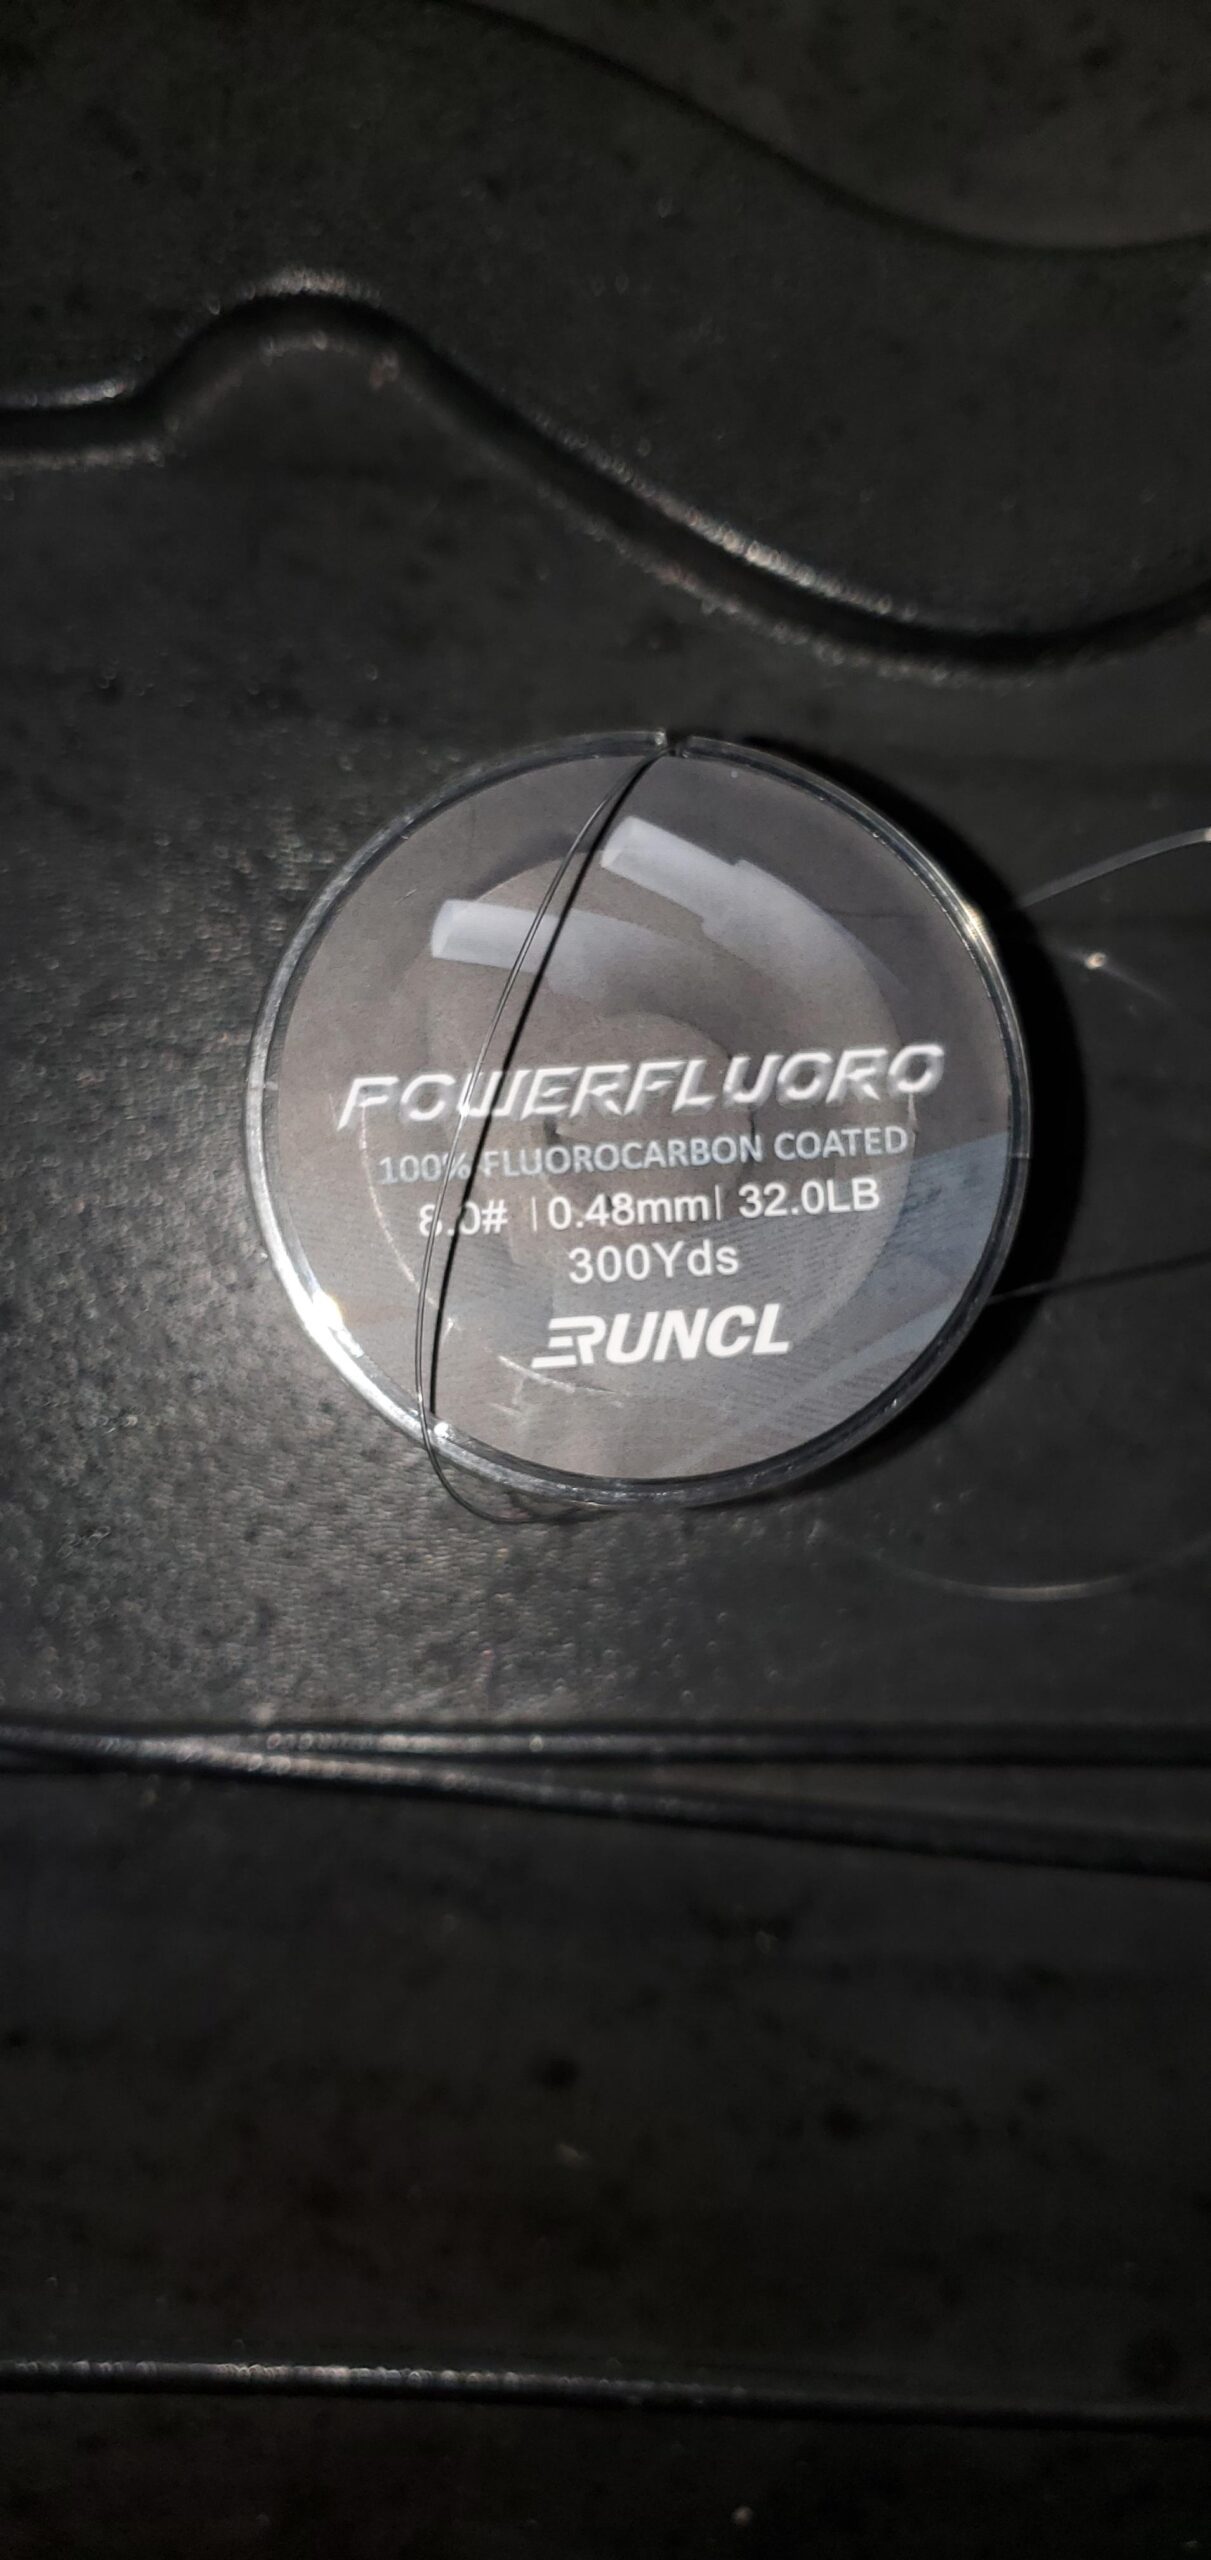 POWERFLUORO
100% FLUOROCARBON COATED
8.0# | 0.48mm | 32.0LB
300Yds
RUNCL